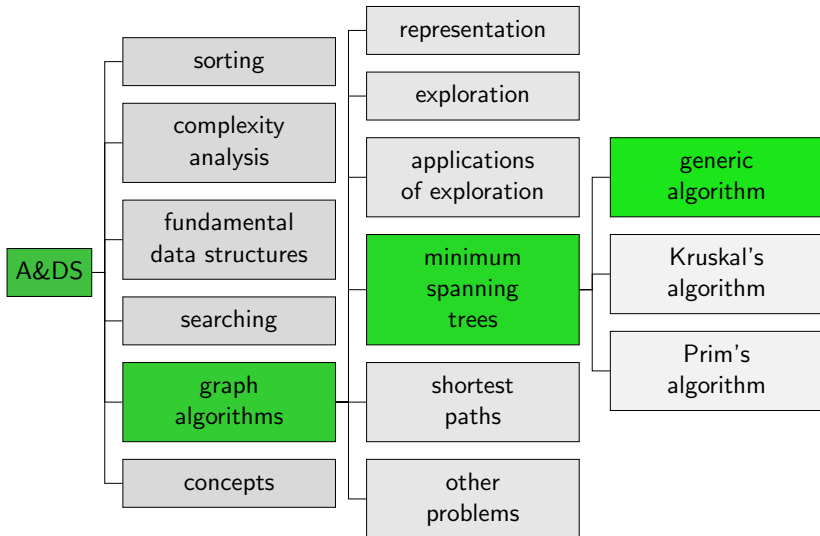 A&DS
sorting
complexity
analysis
fundamental
data structures
searching
graph
algorithms
concepts
representation
exploration
applications
of exploration
minimum
spanning
trees
shortest
paths
other
problems
generic
algorithm
Kruskal's
algorithm
Prim's
algorithm